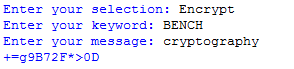 Enter your selection: Encrypt
Enter your keyword: BENCH
Enter your message: cryptography
+=g9B72F*>0D